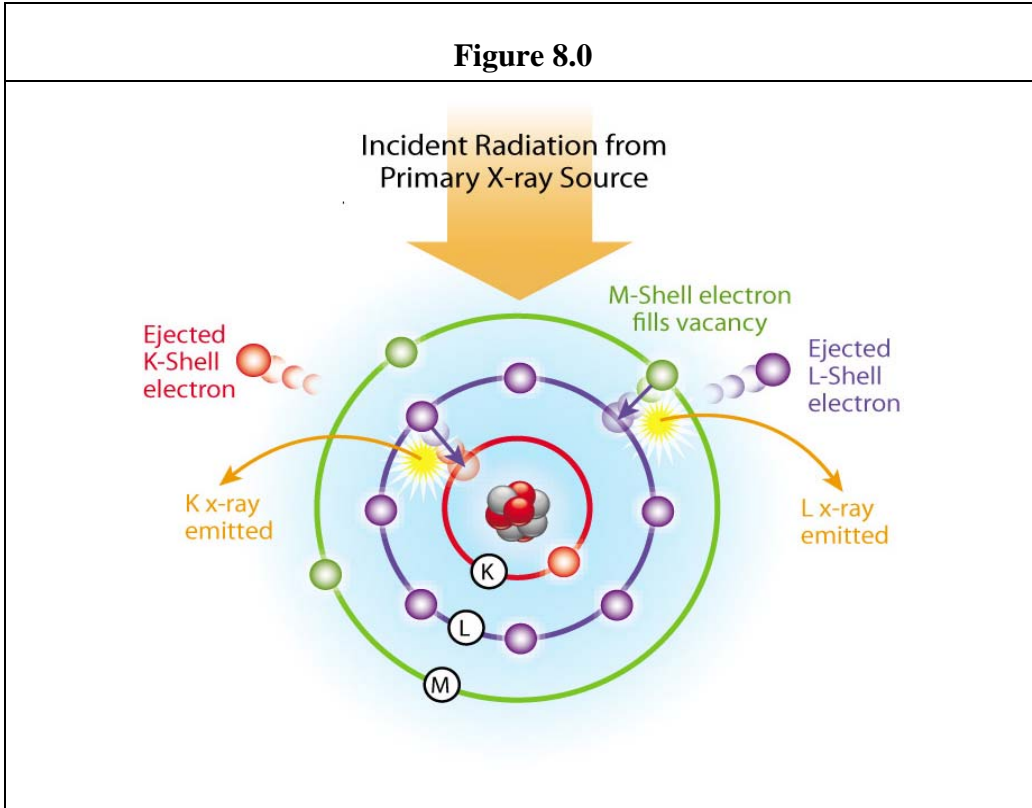 Figure 8.0
Incident Radiation from
Primary X-ray Source
M-Shell electron
fills vacancy
Ejected
K-Shell
electron
Ejected
L-Shell
electron
K x-ray
emitted
L x-ray
emitted
K
L
M